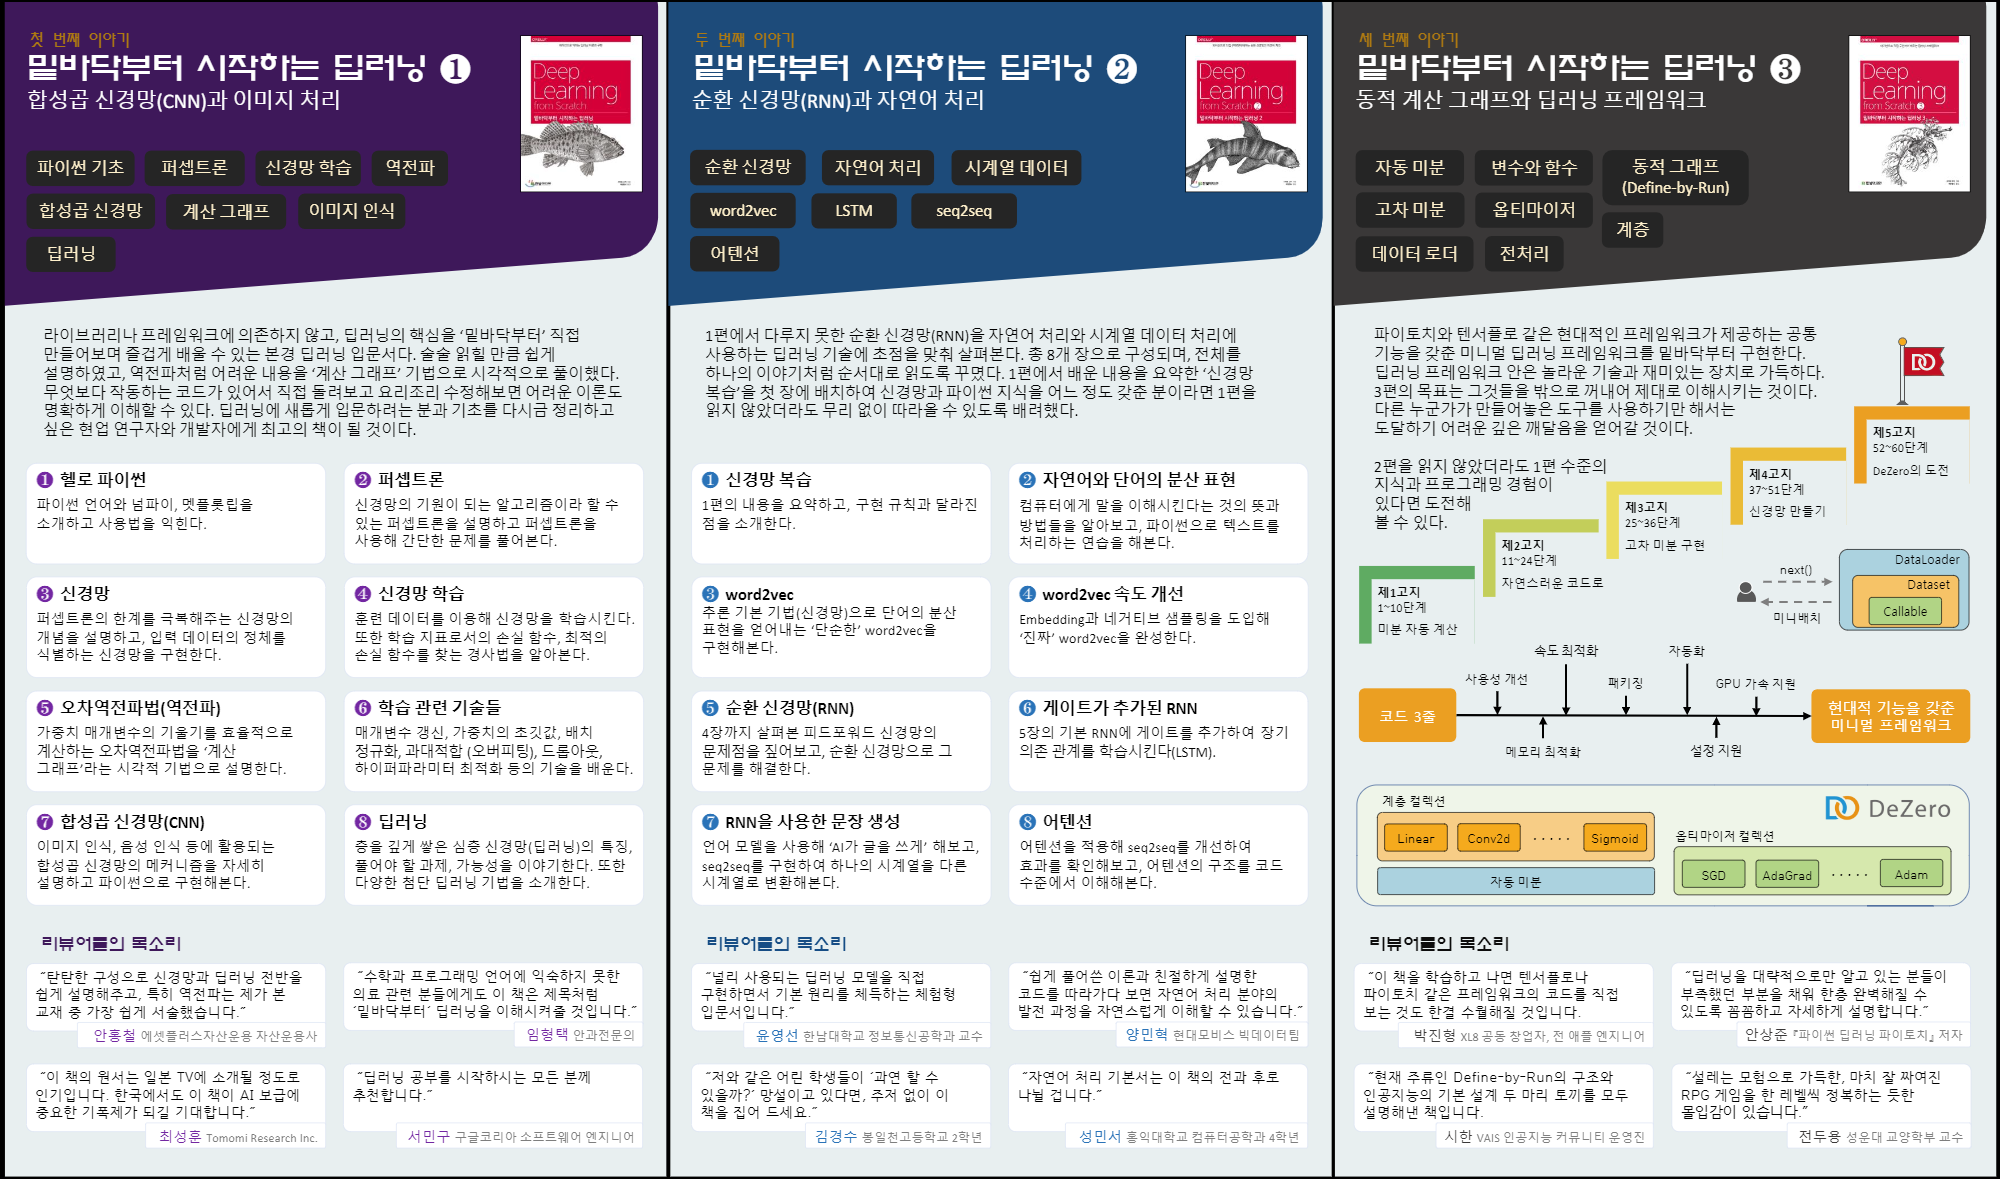 첫 번째 이야기
밑바닥부터 시작하는 딥러닝 ❶
합성곱 신경망(CNN)과 이미지 처리
Deep
Learning
from Scratch
밑바닥부터 시작하는 딥러닝
파이썬 기초 퍼셉트론 신경망 학습 역전파
합성곱 신경망 계산 그래프 이미지 인식
딥러닝
라이브러리나 프레임워크에 의존하지 않고, 딥러닝의 핵심을 ‘밑바닥부터’ 직접
만들어보며 즐겁게 배울 수 있는 본경 딥러닝 입문서다. 술술 읽힐 만큼 쉽게
설명하였고, 역전파처럼 어려운 내용을 ‘계산 그래프’ 기법으로 시각적으로 풀이했다.
무엇보다 작동하는 코드가 있어서 직접 돌려보고 요리조리 수정해보면 어려운 이론도
명확하게 이해할 수 있다. 딥러닝에 새롭게 입문하려는 분과 기초를 다시금 정리하고
싶은 현업 연구자와 개발자에게 최고의 책이 될 것이다.
❶ 헬로 파이썬
파이썬 언어와 넘파이, 멧플롯립을
소개하고 사용법을 익힌다.
❷ 퍼셉트론
신경망의 기원이 되는 알고리즘이라 할 수
있는 퍼셉트론을 설명하고 퍼셉트론을
사용해 간단한 문제를 풀어본다.
❸ 신경망
퍼셉트론의 한계를 극복해주는 신경망의
개념을 설명하고, 입력 데이터의 정체를
식별하는 신경망을 구현한다.
❹ 신경망 학습
훈련 데이터를 이용해 신경망을 학습시킨다.
또한 학습 지표로서의 손실 함수, 최적의
손실 함수를 찾는 경사법을 알아본다.
❺ 오차역전파법(역전파)
가중치 매개변수의 기울기를 효율적으로
계산하는 오차역전파법을 ‘계산
그래프’라는 시각적 기법으로 설명한다.
❻ 학습 관련 기술들
매개변수 갱신, 가중치의 초깃값, 배치
정규화, 과대적합 (오버피팅), 드롭아웃,
하이퍼파라미터 최적화 등의 기술을 배운다.
❼ 합성곱 신경망(CNN)
이미지 인식, 음성 인식 등에 활용되는
합성곱 신경망의 메커니즘을 자세히
설명하고 파이썬으로 구현해본다.
❽ 딥러닝
층을 깊게 쌓은 심층 신경망(딥러닝)의 특징,
풀어야 할 과제, 가능성을 이야기한다. 또한
다양한 첨단 딥러닝 기법을 소개한다.
리뷰어들의 목소리
“탄탄한 구성으로 신경망과 딥러닝 전반을
쉽게 설명해주고, 특히 역전파는 제가 본
교재 중 가장 쉽게 서술했습니다.”
안홍철 에셋플러스자산운용 자산운용사
“수학과 프로그래밍 언어에 익숙하지 못한
의료 관련 분들에게도 이 책은 제목처럼
‘밑바닥부터’ 딥러닝을 이해시켜줄 것입니다.”
임형택 안과전문의
“이 책의 원서는 일본 TV에 소개될 정도로
인기입니다. 한국에서도 이 책이 AI 보급에
중요한 기폭제가 되길 기대합니다.”
최성훈 Tomomi Research Inc.
“딥러닝 공부를 시작하시는 모든 분께
추천합니다.”
서민구 구글코리아 소프트웨어 엔지니어
두 번째 이야기
밑바닥부터 시작하는 딥러닝 ❷
순환 신경망(RNN)과 자연어 처리
Deep
Learning
from Scratch ❷
밑바닥부터 시작하는 딥러닝 2
순환 신경망 자연어 처리 시계열 데이터
word2vec LSTM seq2seq
어텐션
1편에서 다루지 못한 순환 신경망(RNN)을 자연어 처리와 시계열 데이터 처리에
사용하는 딥러닝 기술에 초점을 맞춰 살펴본다. 총 8개 장으로 구성되며, 전체를
하나의 이야기처럼 순서대로 읽도록 꾸몄다. 1편에서 배운 내용을 요약한 ‘신경망
복습’을 첫 장에 배치하여 신경망과 파이썬 지식을 어느 정도 갖춘 분이라면 1편을
읽지 않았더라도 무리 없이 따라올 수 있도록 배려했다.
❶ 신경망 복습
1편의 내용을 요약하고, 구현 규칙과 달라진
점을 소개한다.
❷ 자연어와 단어의 분산 표현
컴퓨터에게 말을 이해시킨다는 것의 뜻과
방법들을 알아보고, 파이썬으로 텍스트를
처리하는 연습을 해본다.
❸ word2vec
추론 기본 기법(신경망)으로 단어의 분산
표현을 얻어내는 ‘단순한’ word2vec을
구현해본다.
❹ word2vec 속도 개선
Embedding과 네거티브 샘플링을 도입해
‘진짜’ word2vec을 완성한다.
❺ 순환 신경망(RNN)
4장까지 살펴본 피드포워드 신경망의
문제점을 짚어보고, 순환 신경망으로 그
문제를 해결한다.
❻ 게이트가 추가된 RNN
5장의 기본 RNN에 게이트를 추가하여 장기
의존 관계를 학습시킨다(LSTM).
❼ RNN을 사용한 문장 생성
언어 모델을 사용해 ‘AI가 글을 쓰게’ 해보고,
seq2seq를 구현하여 하나의 시계열을 다른
시계열로 변환해본다.
❽ 어텐션
어텐션을 적용해 seq2seq를 개선하여
효과를 확인해보고, 어텐션의 구조를 코드
수준에서 이해해본다.
리뷰어들의 목소리
“널리 사용되는 딥러닝 모델을 직접
구현하면서 기본 원리를 체득하는 체험형
입문서입니다.”
윤영선 한남대학교 정보통신공학과 교수
“쉽게 풀어쓴 이론과 친절하게 설명한
코드를 따라가다 보면 자연어 처리 분야의
발전 과정을 자연스럽게 이해할 수 있습니다.”
양민혁 현대모비스 빅데이터팀
“저와 같은 어린 학생들이 ‘과연 할 수
있을까?’ 망설이고 있다면, 주저 없이 이
책을 집어 드세요.”
김경수 봉일천고등학교 2학년
“자연어 처리 기본서는 이 책의 전과 후로
나뉠 겁니다.”
성민서 홍익대학교 컴퓨터공학과 4학년
세 번째 이야기
밑바닥부터 시작하는 딥러닝 ❸
동적 계산 그래프와 딥러닝 프레임워크
Deep
Learning
from Scratch ❸
밑바닥부터 시작하는 딥러닝 3
자동 미분 변수와 함수 동적 그래프
(Define-by-Run)
고차 미분 옵티마이저 계층
데이터 로더 전처리
파이토치와 텐서플로 같은 현대적인 프레임워크가 제공하는 공통
기능을 갖춘 미니멀 딥러닝 프레임워크를 밑바닥부터 구현한다.
딥러닝 프레임워크 안은 놀라운 기술과 재미있는 장치로 가득하다.
3편의 목표는 그것들을 밖으로 꺼내어 제대로 이해시키는 것이다.
다른 누군가가 만들어놓은 도구를 사용하기만 해서는
도달하기 어려운 깊은 깨달음을 얻어갈 것이다.
2편을 읽지 않았더라도 1편 수준의
지식과 프로그래밍 경험이
있다면 도전해
볼 수 있다.
제5고지
52~60단계
DeZero의 도전
제4고지
37~51단계
신경망 만들기
제3고지
25~36단계
고차 미분 구현
제2고지
11~24단계
자연스러운 코드로
제1고지
1~10단계
미분 자동 계산
next()
미니배치
DataLoader
Dataset
Callable
속도 최적화 자동화
사용성 개선 패키징 GPU 가속 지원
코드 3줄
현대적 기능을 갖춘
미니멀 프레임워크
메모리 최적화 설정 지원
DeZero
계층 컬렉션
Linear Conv2d ····· Sigmoid
자동 미분
옵티마이저 컬렉션
SGD AdaGrad ····· Adam
리뷰어들의 목소리
“이 책을 학습하고 나면 텐서플로나
파이토치 같은 프레임워크의 코드를 직접
보는 것도 한결 수월해질 것입니다.
박진형 XL8 공동 창업자, 전 애플 엔지니어
“딥러닝을 대략적으로만 알고 있는 분들이
부족했던 부분을 채워 한층 완벽해질 수
있도록 꼼꼼하고 자세하게 설명합니다.”
안상준 『파이썬 딥러닝 파이토치』 저자
“현재 주류인 Define-by-Run의 구조와
인공지능의 기본 설계 두 마리 토끼를 모두
설명해낸 책입니다.
시한 VAIS 인공지능 커뮤니티 운영진
“설레는 모험으로 가득한, 마치 잘 짜여진
RPG 게임을 한 레벨씩 정복하는 듯한
몰입감이 있습니다.”
전두용 성운대 교양학부 교수